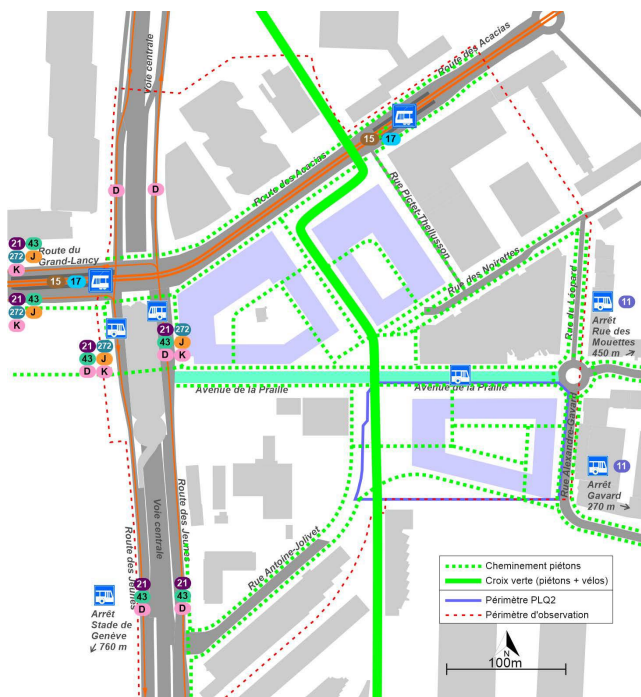 Voie centrale
Route des Acacias
15 17
D
D
Route des Acacias
Rue Pictet-Thellusson
21 43
272 J
K
Route du
Grand-Lancy
15 17
21 43
272 J
K
Rue des Noirettes
Rue du Léopard
11
Arrêt
Rue des
Mouettes
450 m
21 272
43 J
D K
21 272
43 J
D K
Avenue de la Praille
Avenue de la Praille
Rue Alexandre-Gavard
11
Arrêt
Gavard
270 m
Route des Jeunes
Voie centrale
Route des Jeunes
Rue Antoine-Jolivet
21
43
D
21
43
D
Arrêt
Stade de
Genève
760 m
Cheminement piétons
Croix verte (piétons + vélos)
Périmètre PLQ2
Périmètre d'observation
N
100m